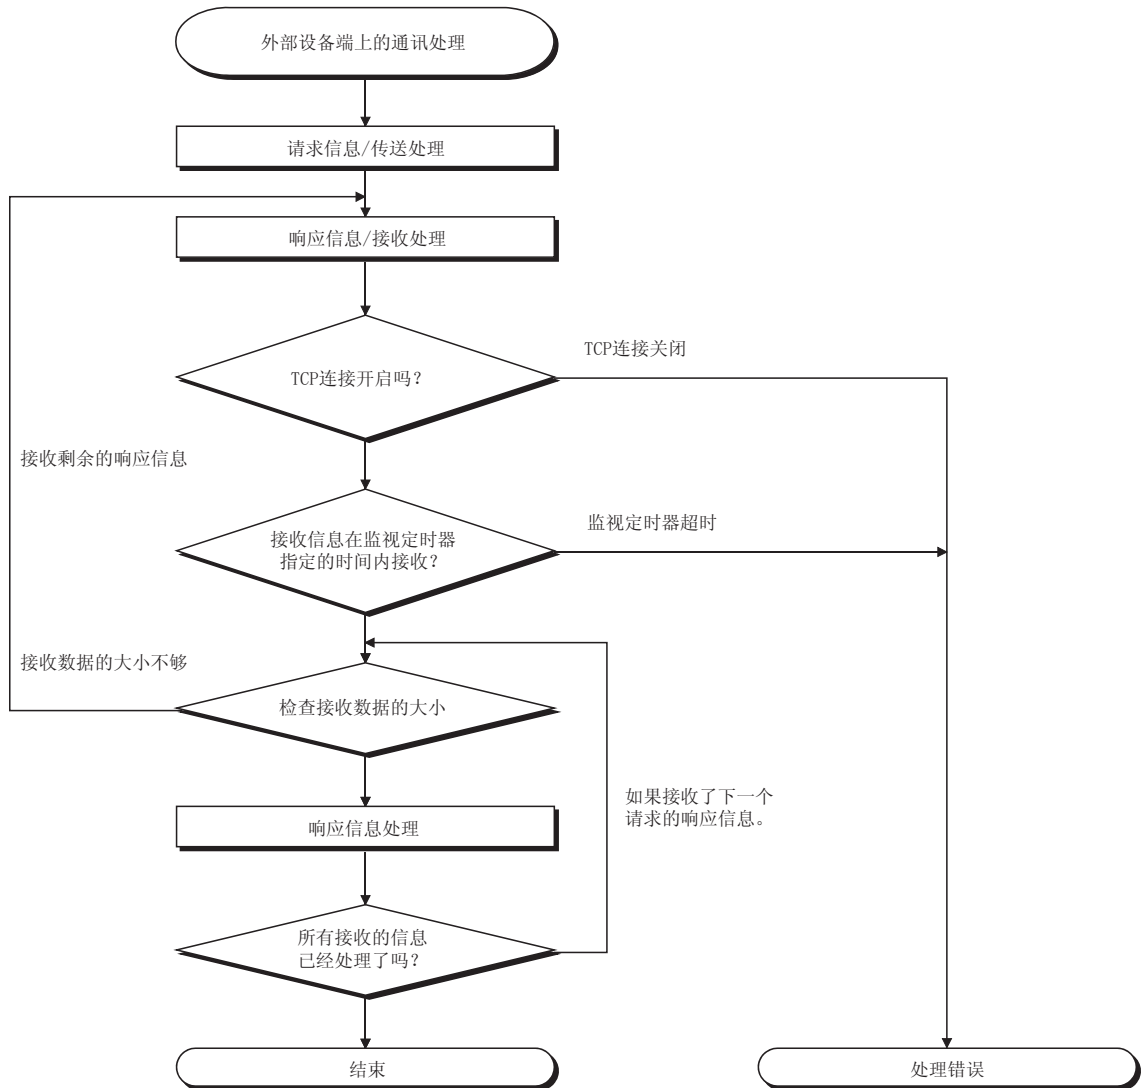 外部设备端上的通讯处理
请求信息/传送处理
响应信息/接收处理
TCP连接关闭
TCP连接开启吗？
接收剩余的响应信息
监视定时器超时
接收信息在监视定时器
指定的时间内接收？
接收数据的大小不够
检查接收数据的大小
如果接收了下一个
请求的响应信息。
响应信息处理
所有接收的信息
已经处理了吗？
结束
处理错误